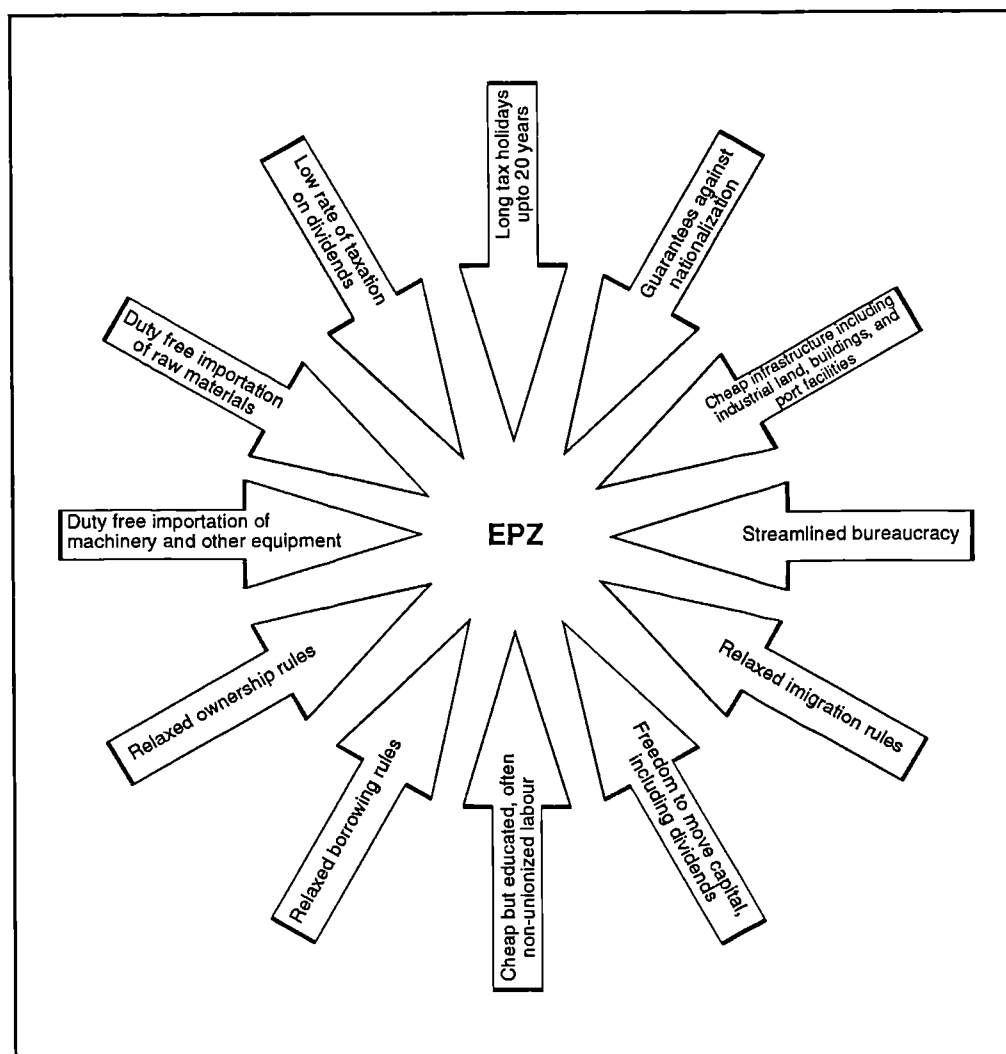 Long tax holidays
upto 20 years
Guarantees against
nationalization
Cheap infrastructure including
industrial land, buildings, and
port facilities
Streamlined bureaucracy
Relaxed imigration rules
Freedom to move capital,
including dividends
Cheap but educated, often
non-unionized labour
Relaxed borrowing rules
Relaxed ownership rules
Duty free importation of
machinery and other equipment
Duty free importation
of raw materials
Low rate of taxation
on dividends
EPZ